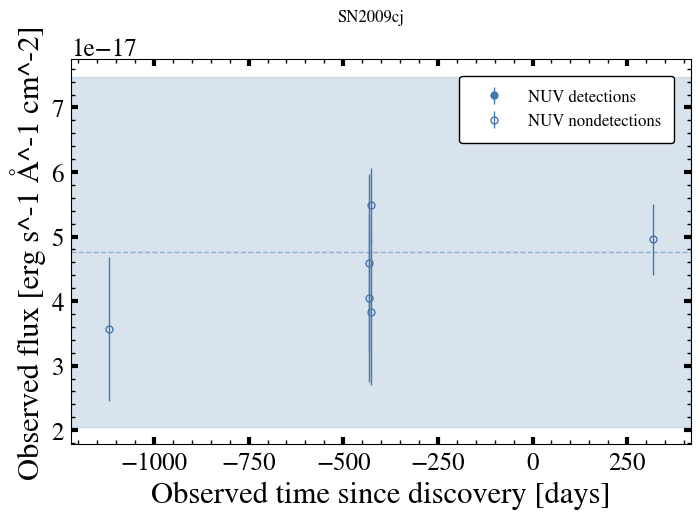 SN2009cj
1e−17
Observed flux [erg s^-1 Å^-1 cm^-2]
7
6
5
4
3
2
NUV detections
NUV nondetections
−1000 −750 −500 −250 0 250
Observed time since discovery [days]